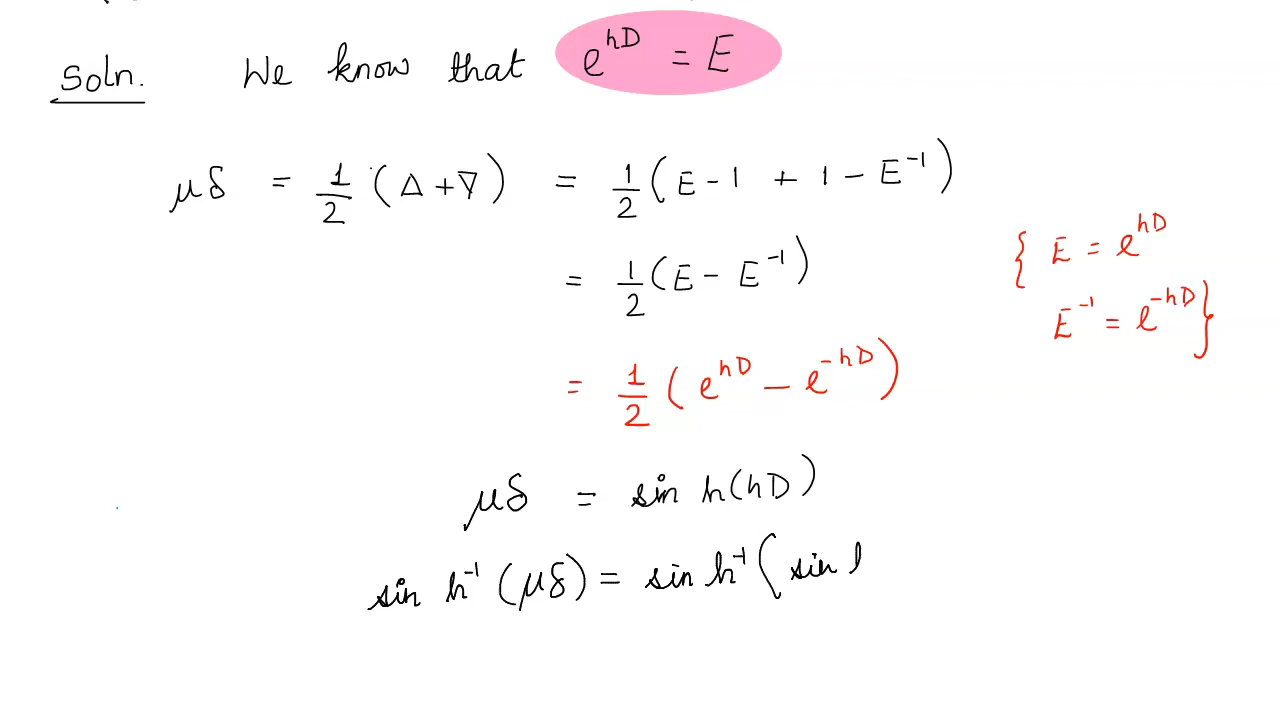 Soln. We know that e^{hD} = E
μδ = 1/2 (Δ + ∇) = 1/2 (E - 1 + 1 - E^{-1})
= 1/2 (E - E^{-1})
{ E = e^{hD}
E^{-1} = e^{-hD} }
= 1/2 (e^{hD} - e^{-hD})
μδ = sin h(hD)
sin h^{-1} (μδ) = sin h^{-1} ( sin